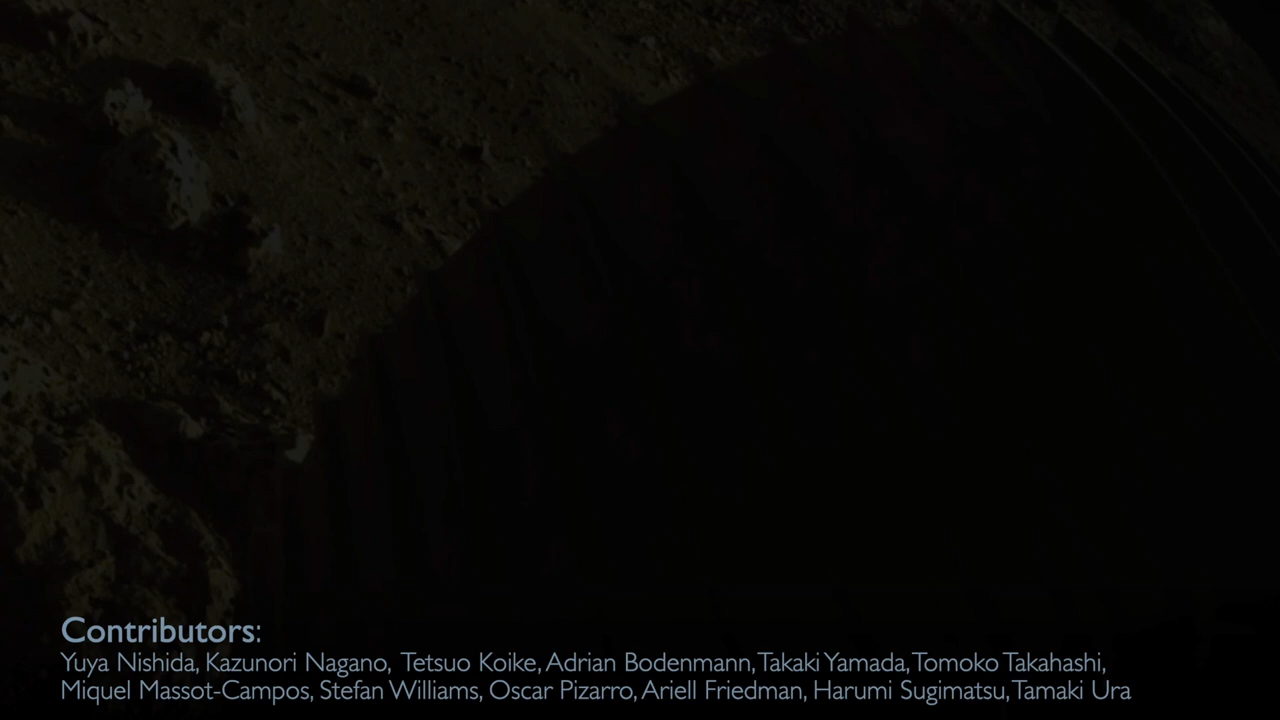 Contributors:
Yuya Nishida, Kazunori Nagano, Tetsuo Koike, Adrian Bodenmann, Takaki Yamada, Tomoko Takahashi,
Miquel Massot-Campos, Stefan Williams, Oscar Pizarro, Ariell Friedman, Harumi Sugimatsu, Tamaki Ura